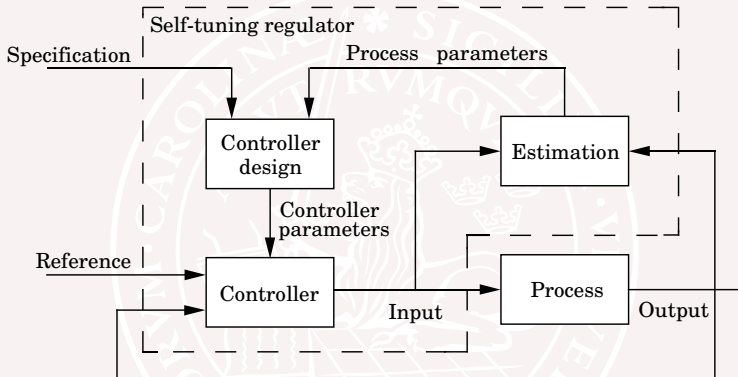 Self-tuning regulator
Specification
Process parameters
Controller
design
Estimation
Controller
parameters
Reference
Controller
Process
Input
Output